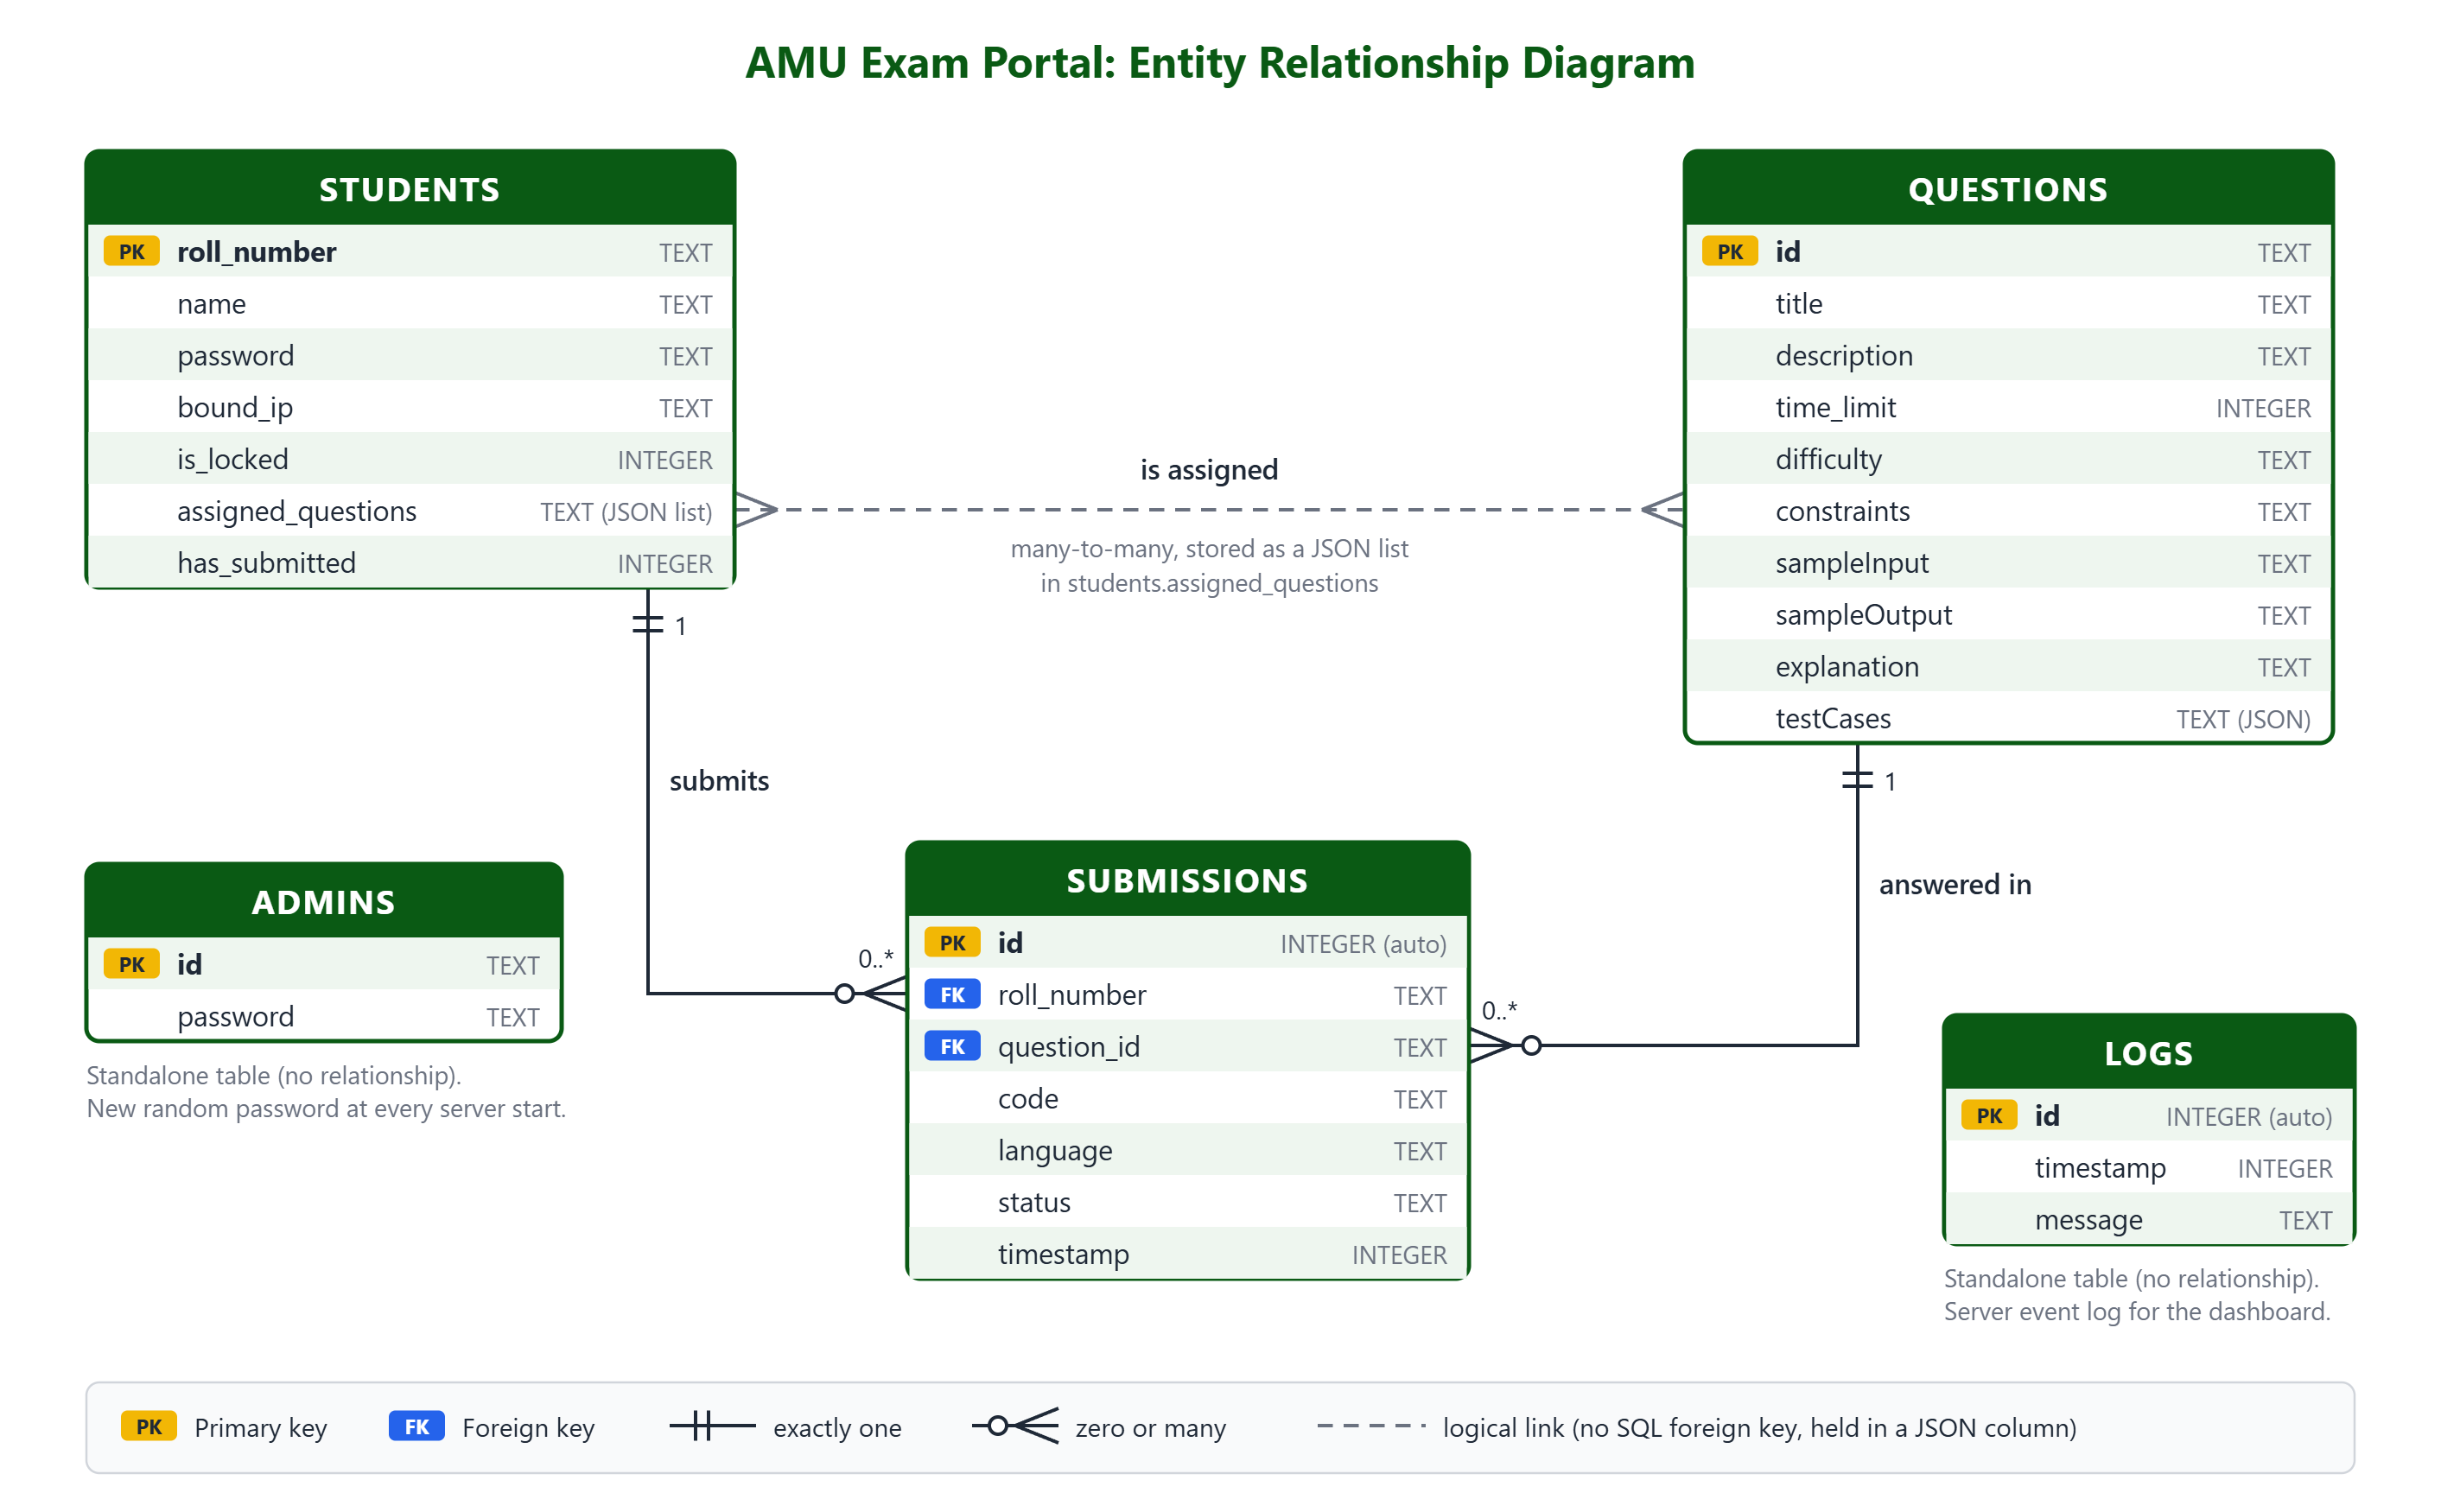 AMU Exam Portal: Entity Relationship Diagram
STUDENTS
PK roll_number TEXT
name TEXT
password TEXT
bound_ip TEXT
is_locked INTEGER
assigned_questions TEXT (JSON list)
has_submitted INTEGER
is assigned
many-to-many, stored as a JSON list
in students.assigned_questions
QUESTIONS
PK id TEXT
title TEXT
description TEXT
time_limit INTEGER
difficulty TEXT
constraints TEXT
sampleInput TEXT
sampleOutput TEXT
explanation TEXT
testCases TEXT (JSON)
1
submits
0..*
1
answered in
0..*
ADMINS
PK id TEXT
password TEXT
Standalone table (no relationship).
New random password at every server start.
SUBMISSIONS
PK id INTEGER (auto)
FK roll_number TEXT
FK question_id TEXT
code TEXT
language TEXT
status TEXT
timestamp INTEGER
LOGS
PK id INTEGER (auto)
timestamp INTEGER
message TEXT
Standalone table (no relationship).
Server event log for the dashboard.
PK Primary key FK Foreign key exactly one zero or many logical link (no SQL foreign key, held in a JSON column)